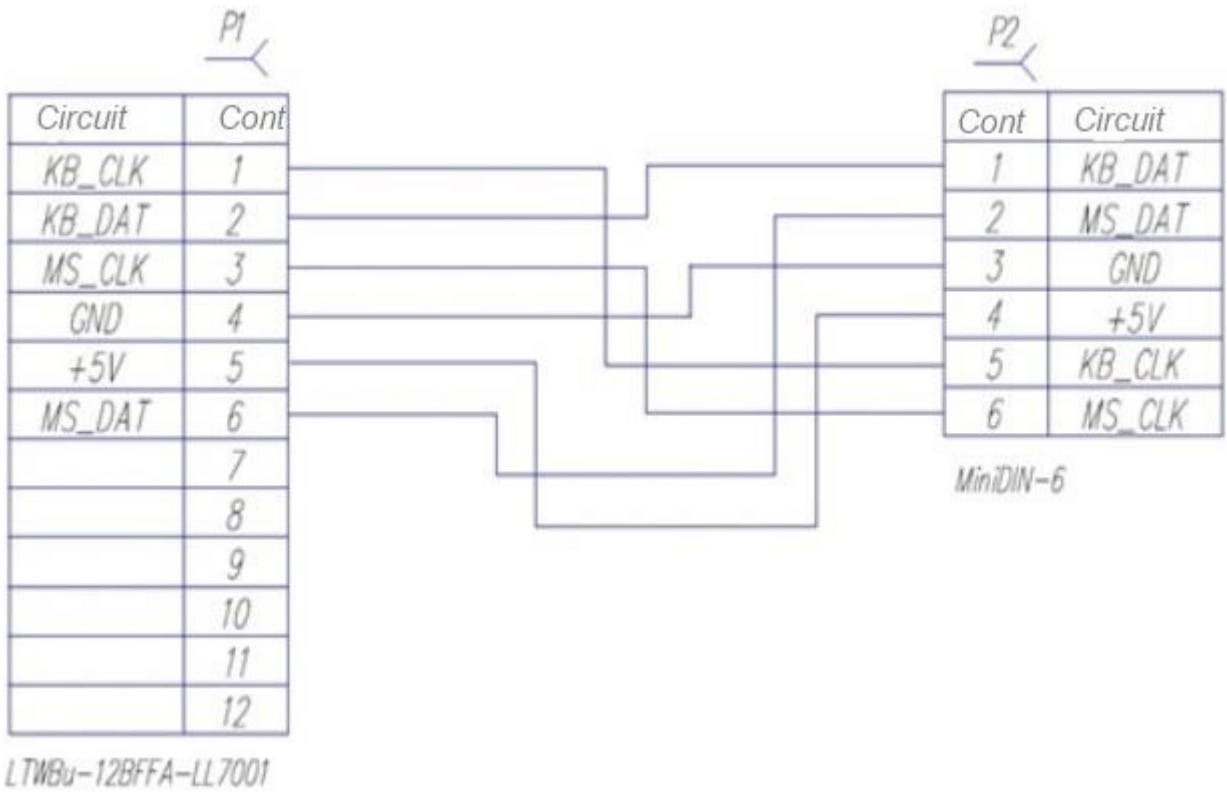 P1
Circuit Cont
KB_CLK 1
KB_DAT 2
MS_CLK 3
GND 4
+5V 5
MS_DAT 6
7
8
9
10
11
12
LTWBu-12BFFA-LL7001
P2
Cont Circuit
1 KB_DAT
2 MS_DAT
3 GND
4 +5V
5 KB_CLK
6 MS_CLK
MiniDIN-6